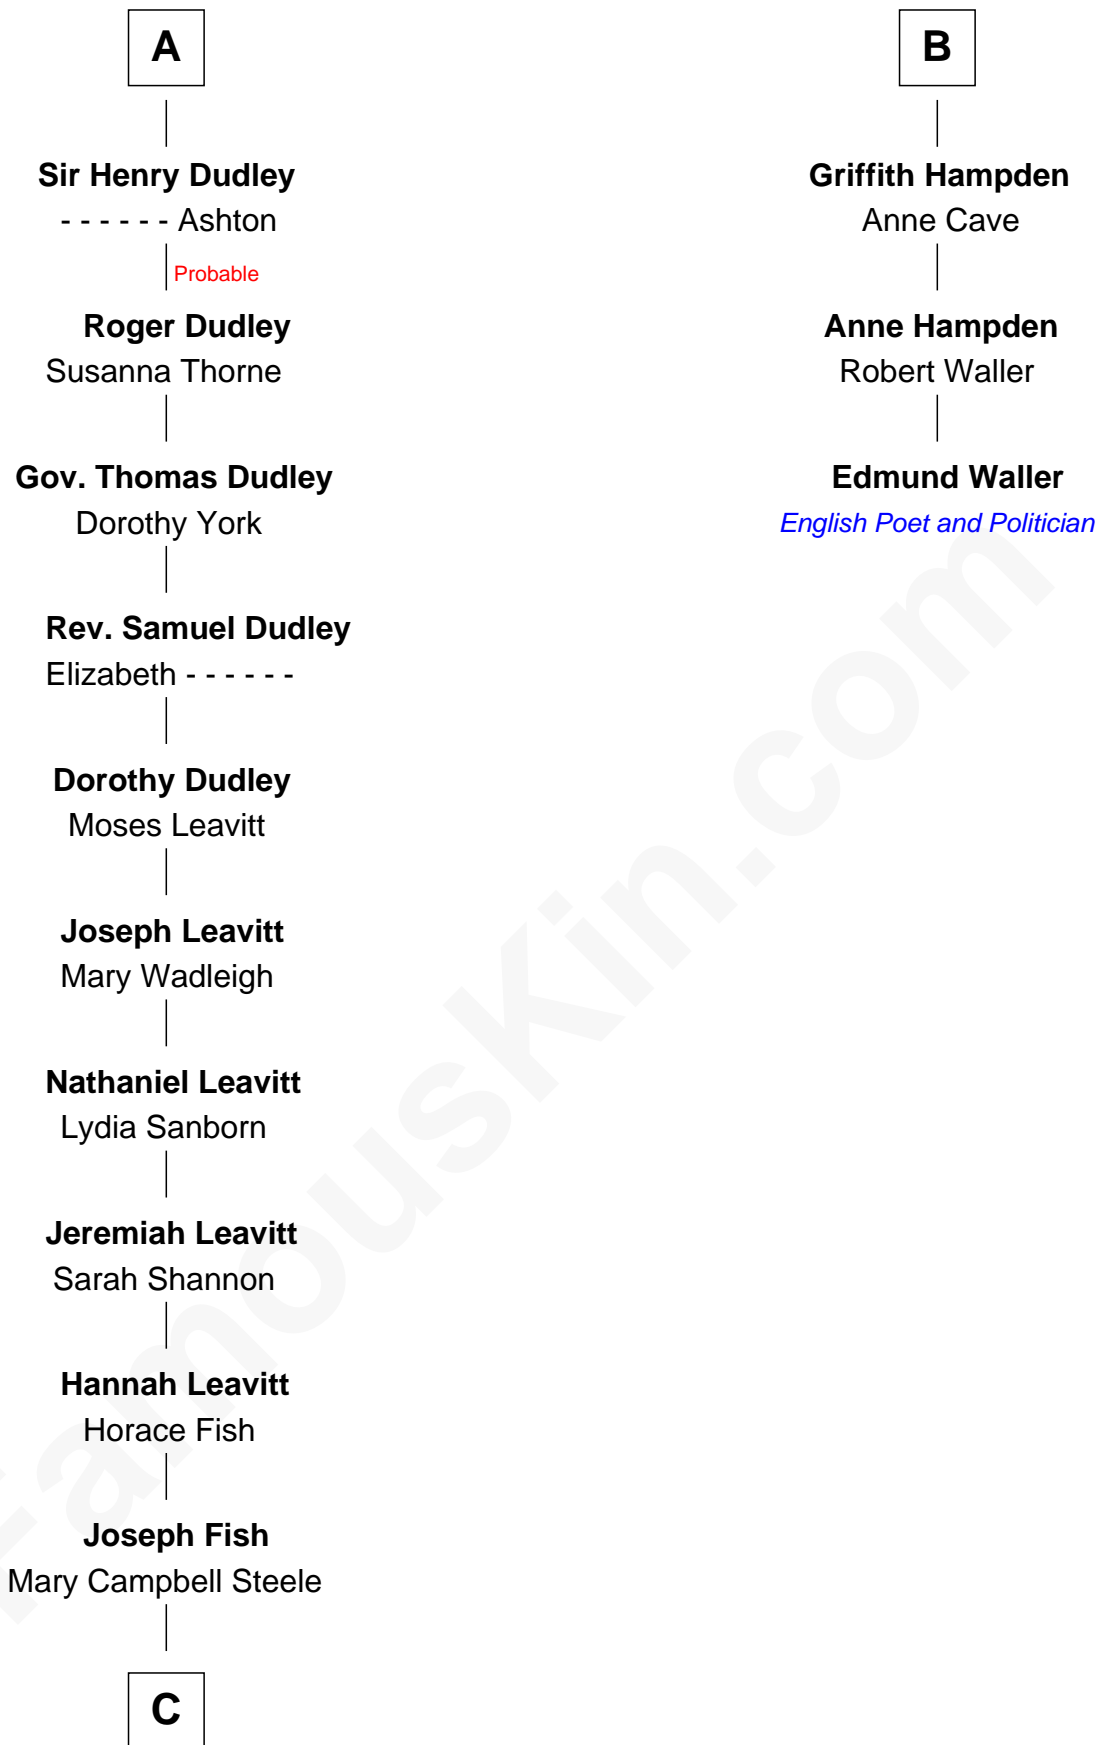 A
Sir Henry Dudley
- - - - - - Ashton
Probable
Roger Dudley
Susanna Thorne
Gov. Thomas Dudley
Dorothy York
Rev. Samuel Dudley
Elizabeth - - - - - -
Dorothy Dudley
Moses Leavitt
Joseph Leavitt
Mary Wadleigh
Nathaniel Leavitt
Lydia Sanborn
Jeremiah Leavitt
Sarah Shannon
Hannah Leavitt
Horace Fish
Joseph Fish
Mary Campbell Steele
C
B
Griffith Hampden
Anne Cave
Anne Hampden
Robert Waller
Edmund Waller
English Poet and Politician
FamousKin.com